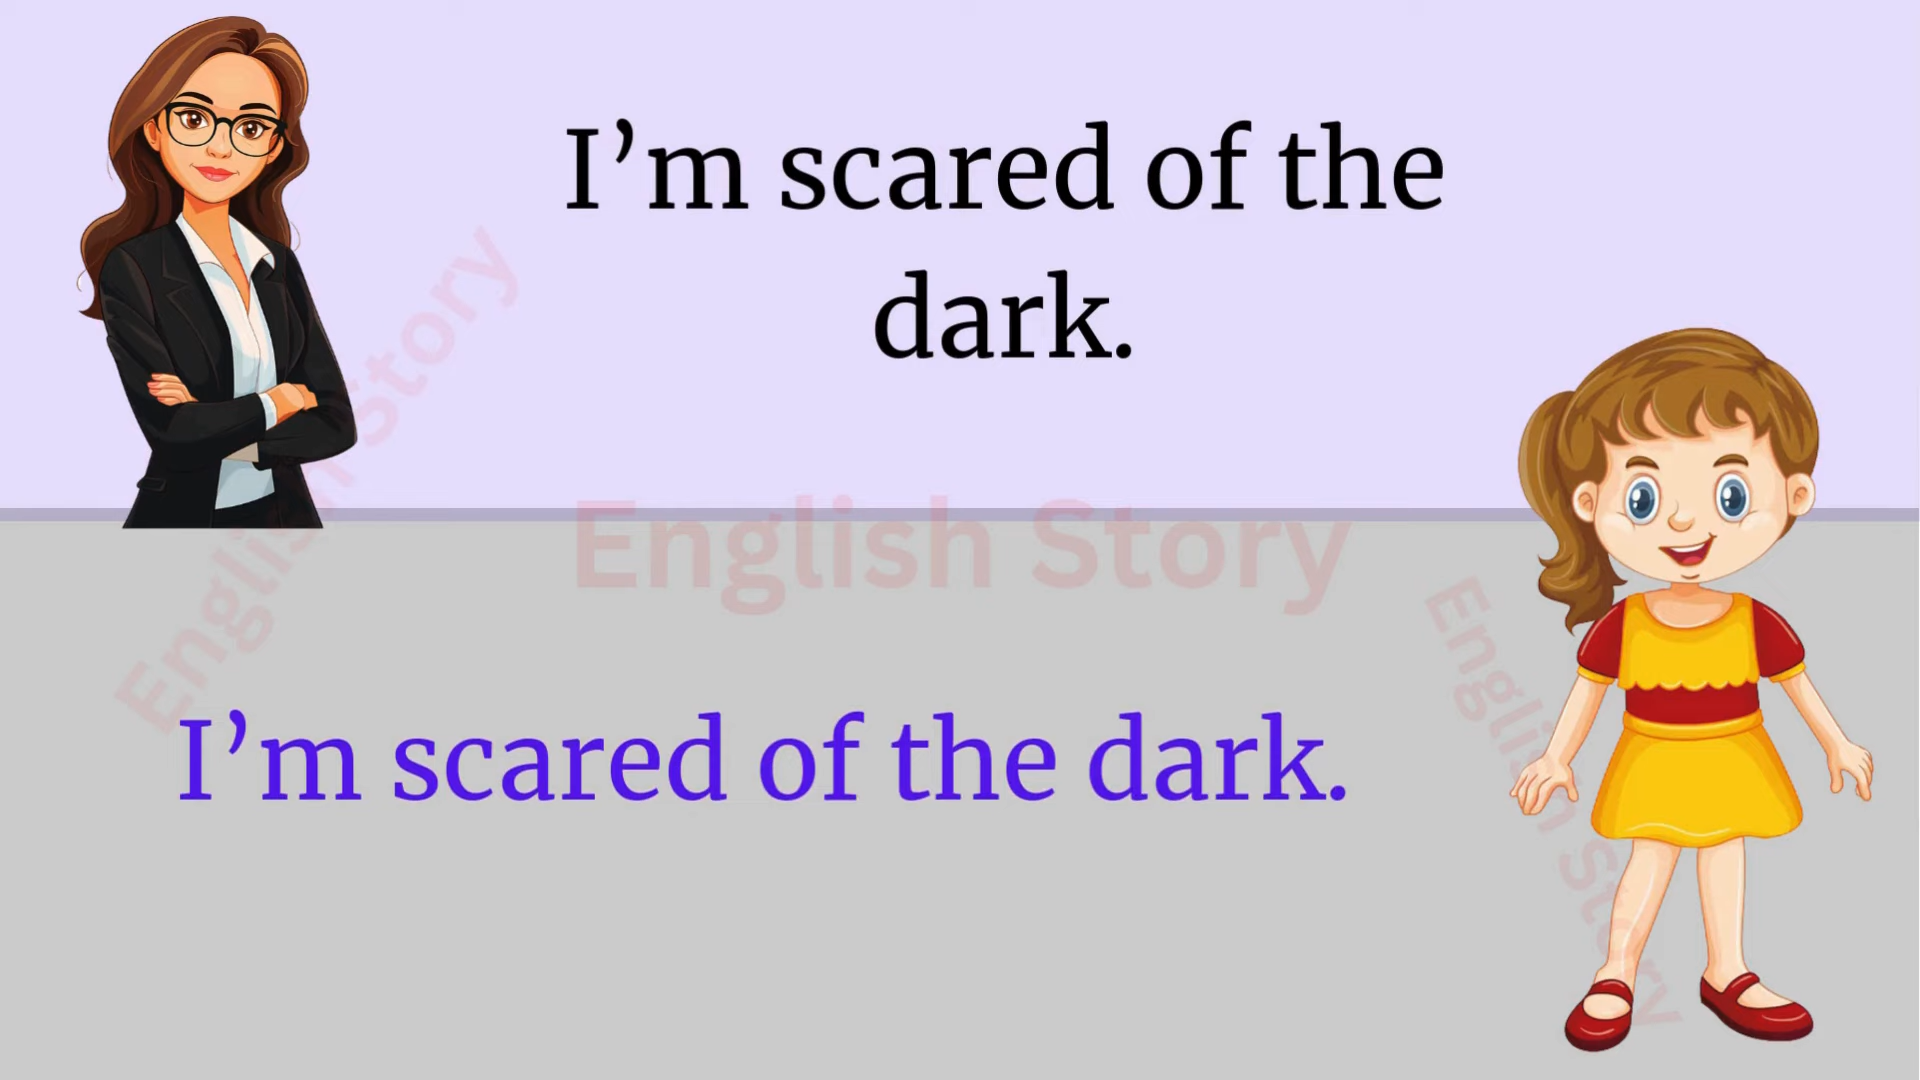 I’m scared of the
dark.
English Story
English Story
English Story
I’m scared of the dark.